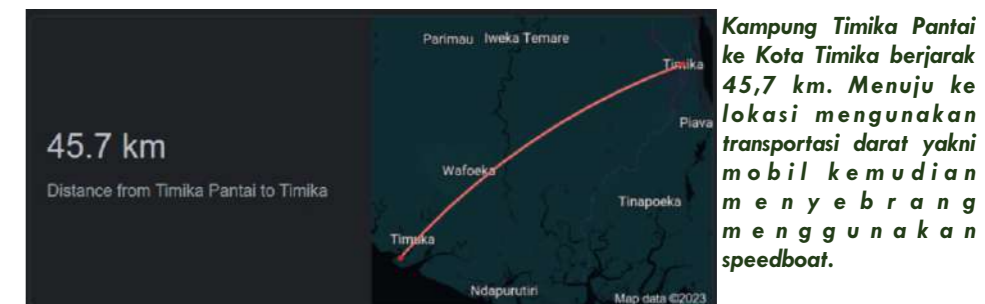 45.7 km
Distance from Timika Pantai to Timika
Parimau Iweka Temare
Timika
Piava
Wafoeka
Tinapoeka
Timuka
Ndapurutiri
Map data ©2023
Kampung Timika Pantai
ke Kota Timika berjarak
45,7 km. Menuju ke
lokasi mengunakan
transportasi darat yakni
mobil kemudian
menyebrang
menggunakan
speedboat.